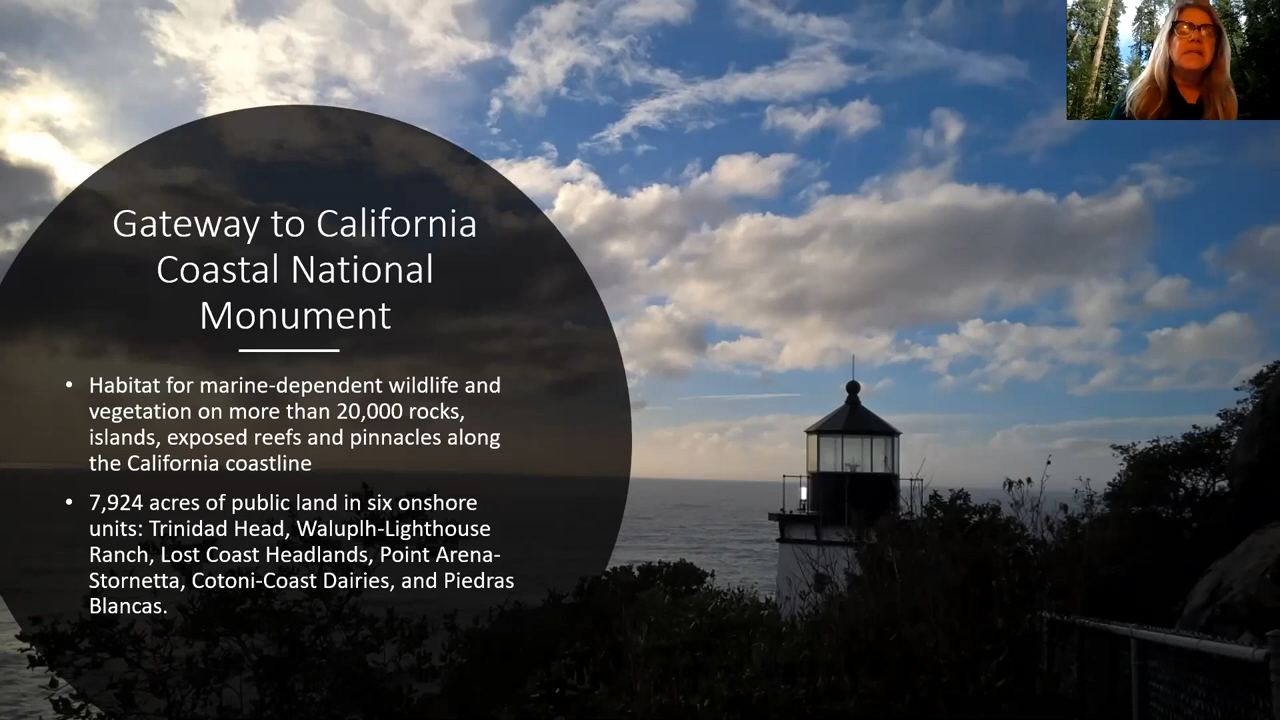 Gateway to California
Coastal National
Monument
• Habitat for marine-dependent wildlife and
vegetation on more than 20,000 rocks,
islands, exposed reefs and pinnacles along
the California coastline
• 7,924 acres of public land in six onshore
units: Trinidad Head, Waluplh-Lighthouse
Ranch, Lost Coast Headlands, Point Arena-
Stornetta, Cotoni-Coast Dairies, and Piedras
Blancas.